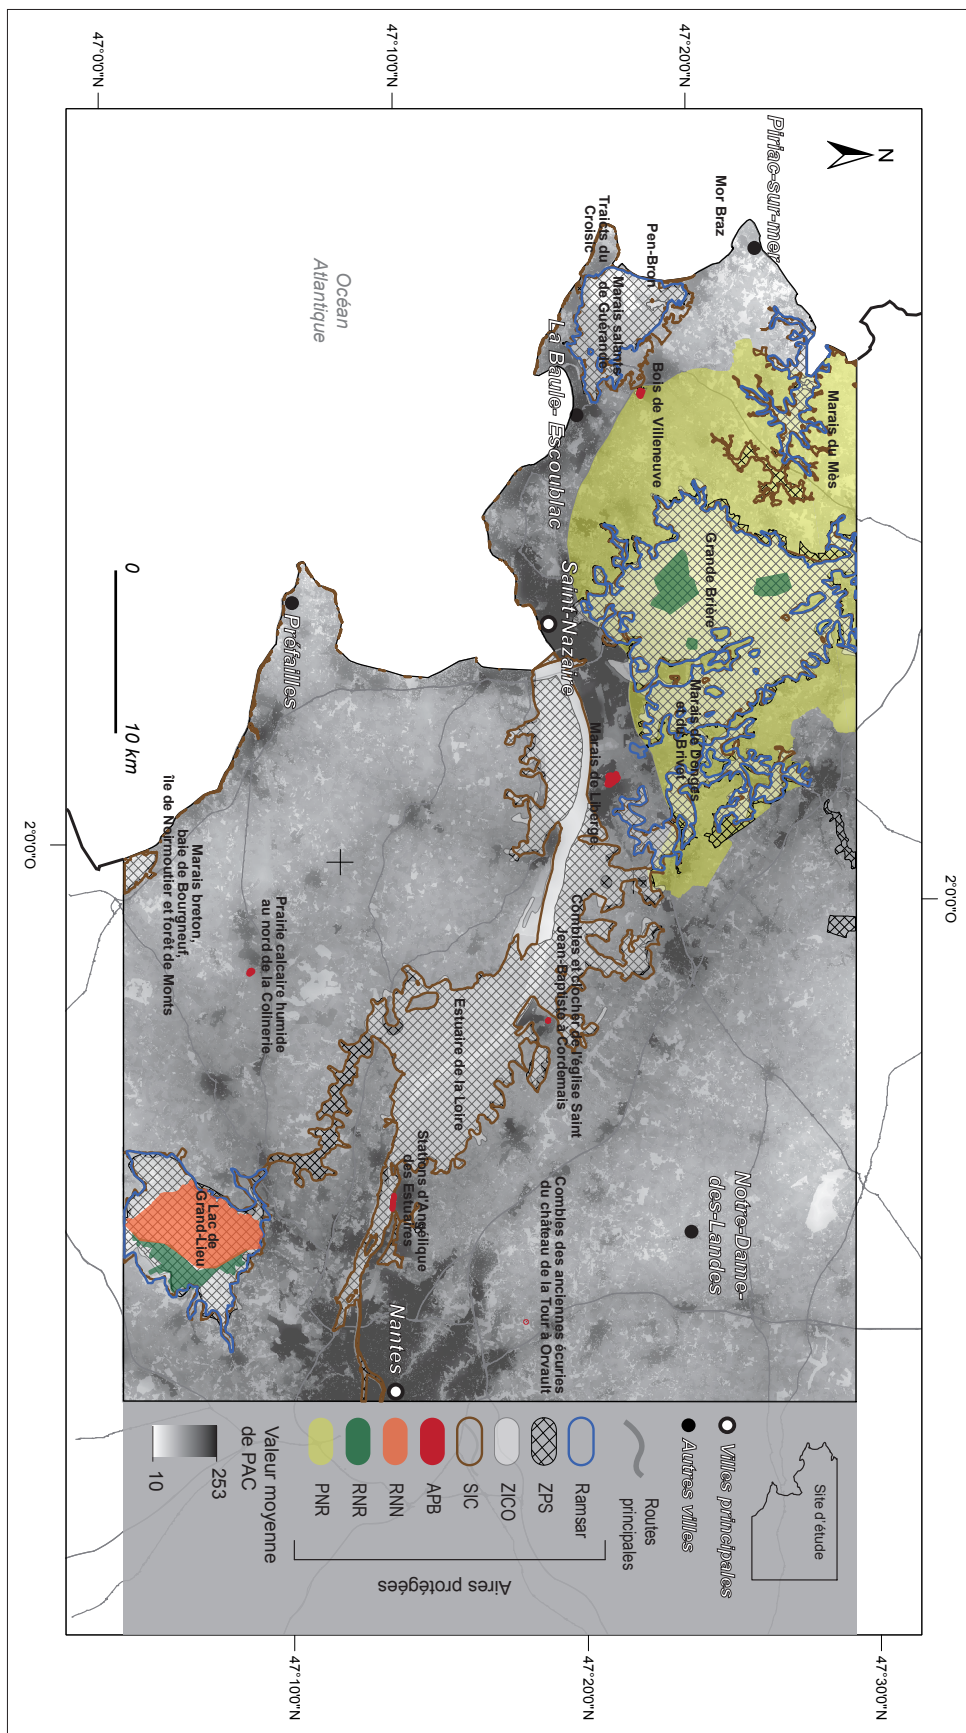 47°0'0"N
47°10'0"N
47°20'0"N
N
Piriac-sur-mer
Mor Braz
Pen-Bron
Traicts du
Croisic
Marais salants
de Guérande
Océan
Atlantique
La Baule- Escoublac
Bois de Villeneuve
Marais du Mès
Grande Brière
Saint-Nazaire
Préfailles
Marais de Donges
et du Brivet
Marais de Liberge
0
10 km
2°0'0"O
2°0'0"O
Marais breton,
baie de Bourgneuf,
île de Noirmoutier et forêt de Monts
Prairie calcaire humide
au nord de la Colinerie
Combles et clocher de l'église Saint
Jean-Baptiste à Cordemais
Estuaire de la Loire
Stations d'Angélique
des Estuaires
Combles des anciennes écuries
du château de la Tour à Orvault
Notre-Dame-
des-Landes
Lac de
Grand-Lieu
Nantes
Site d'étude
Villes principales
Autres villes
Routes
principales
Ramsar
ZPS
ZICO
SIC
APB
RNN
RNR
PNR
Aires protégées
Valeur moyenne
de PAC
253
10
47°10'0"N
47°20'0"N
47°30'0"N